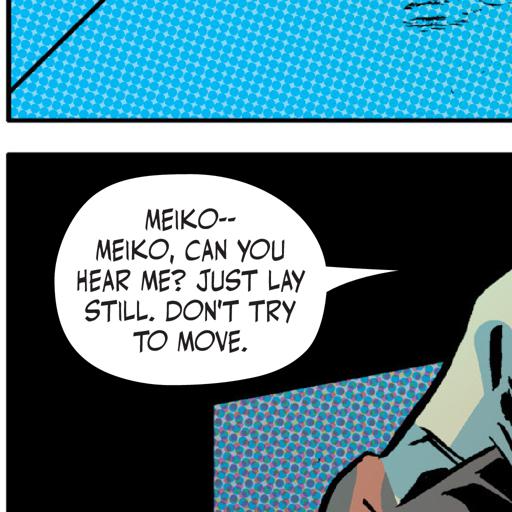 MEIKO--
MEIKO, CAN YOU
HEAR ME? JUST LAY
STILL. DON'T TRY
TO MOVE.